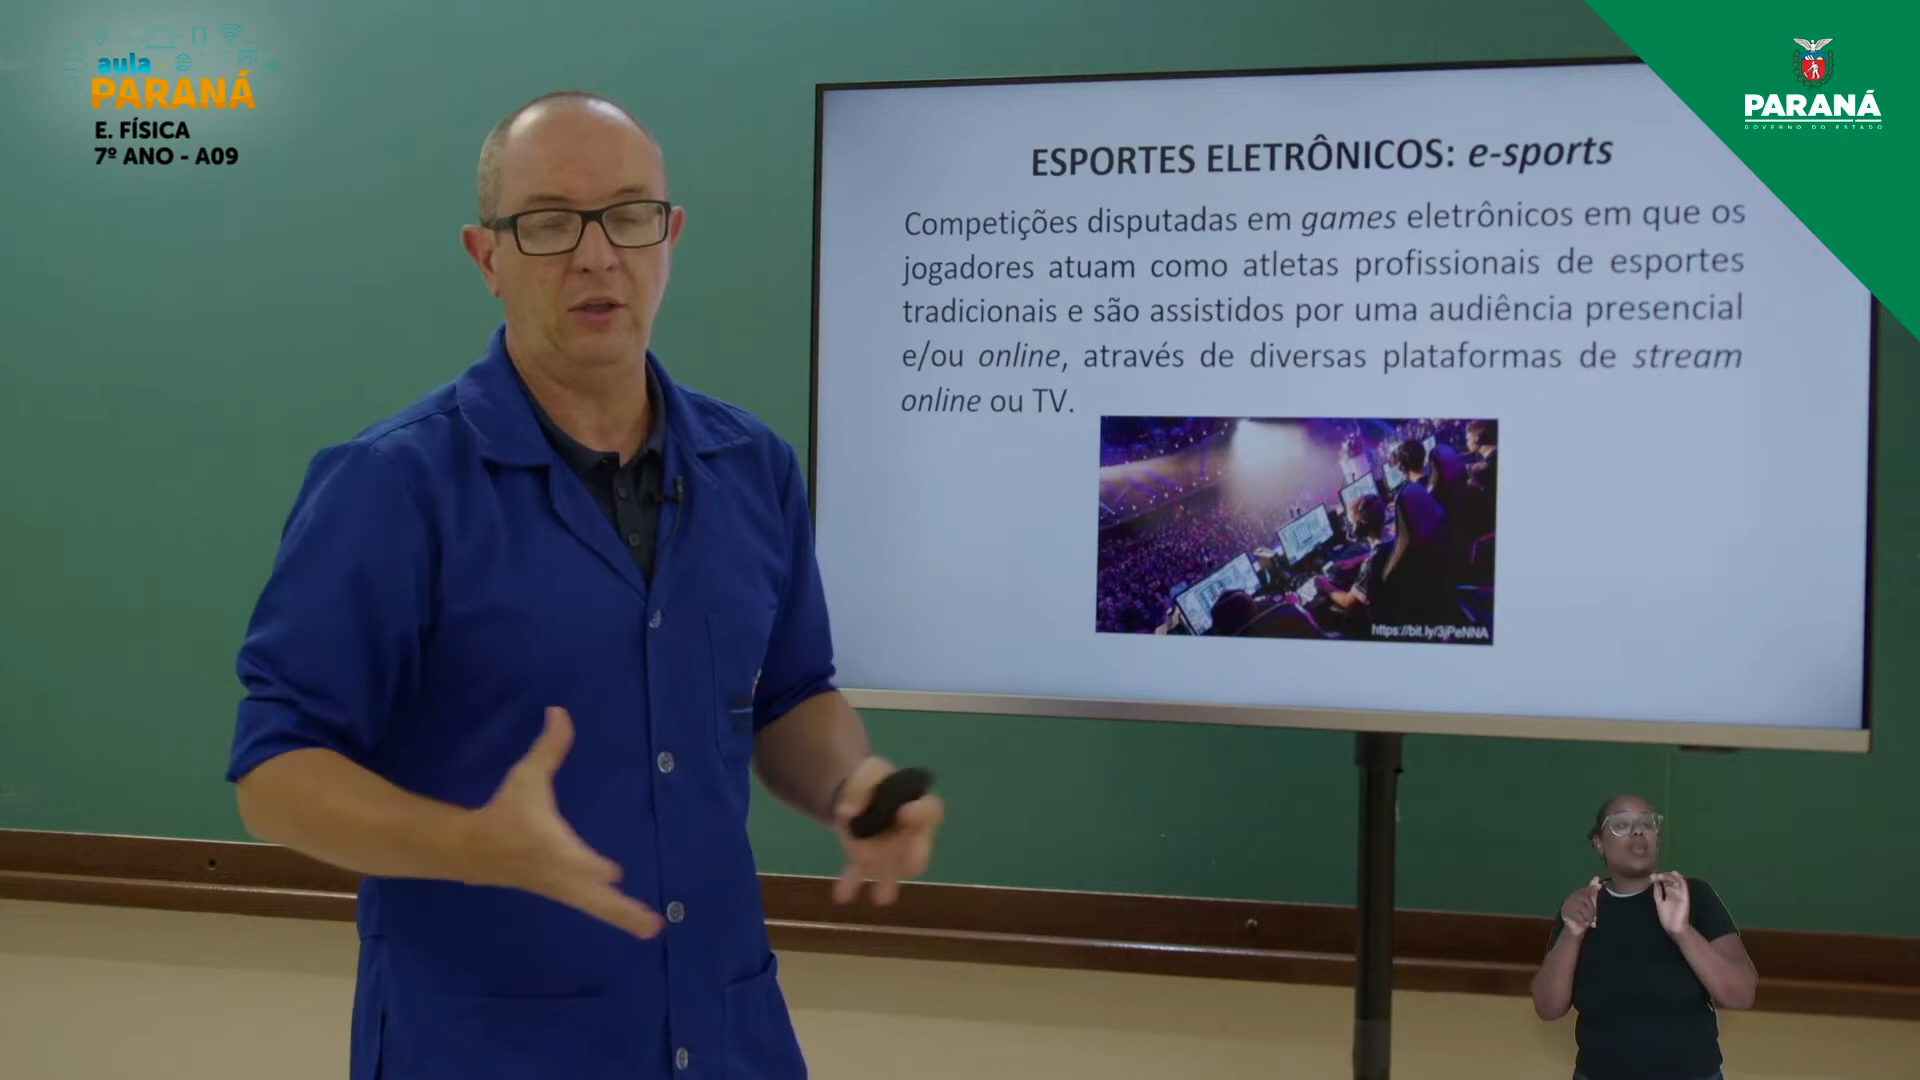 aula
PARANÁ
E. FÍSICA
7º ANO - A09
PARANÁ
GOVERNO DO ESTADO
ESPORTES ELETRÔNICOS: e-sports
Competições disputadas em games eletrônicos em que os
jogadores atuam como atletas profissionais de esportes
tradicionais e são assistidos por uma audiência presencial
e/ou online, através de diversas plataformas de stream
online ou TV.
https://bit.ly/3jPeNNA